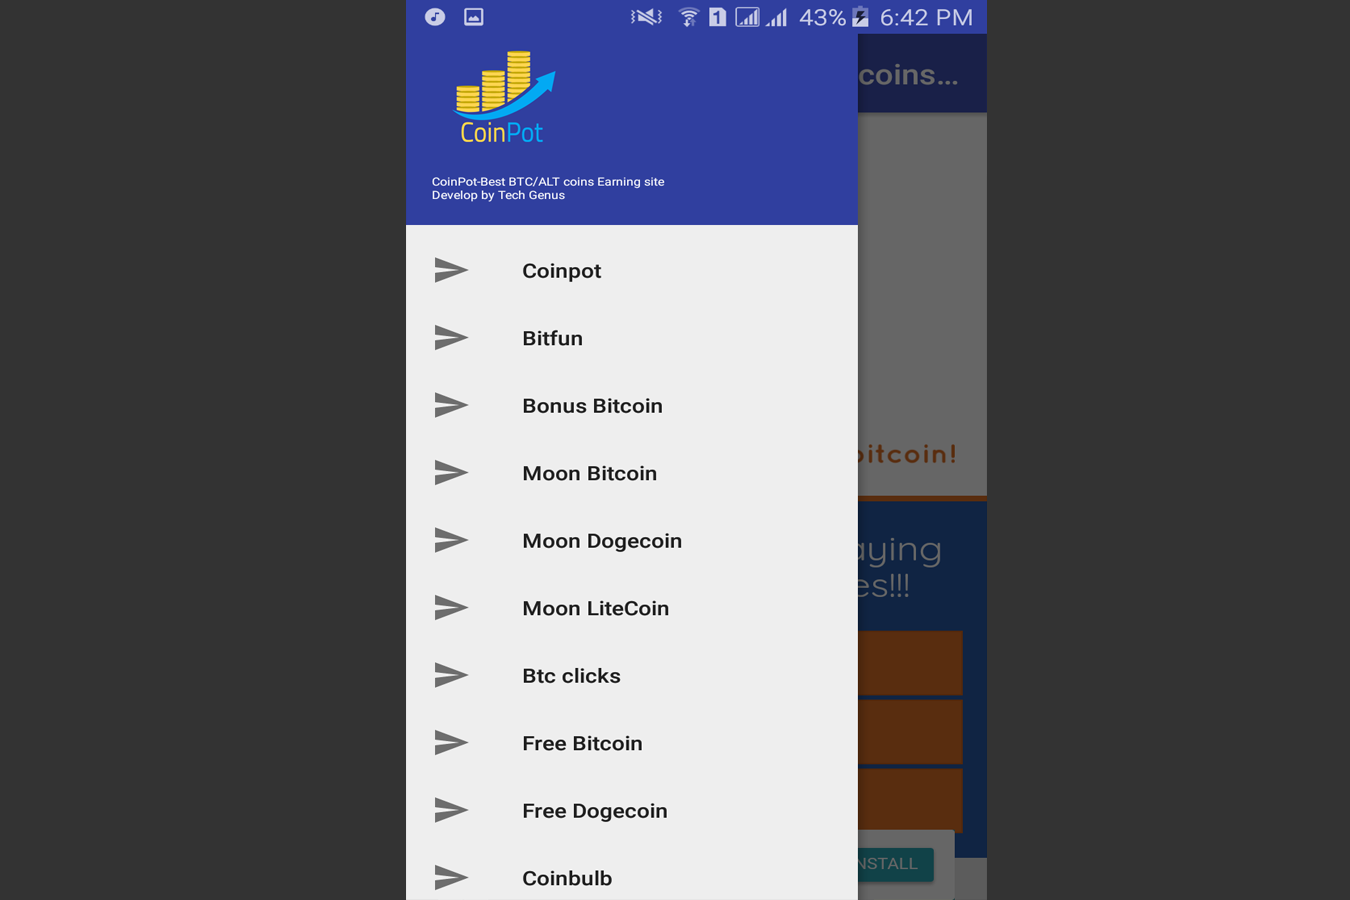 1 43% 6:42 PM
coins...
CoinPot
CoinPot-Best BTC/ALT coins Earning site
Develop by Tech Genus
Coinpot
Bitfun
Bonus Bitcoin
bitcoin!
Moon Bitcoin
Moon Dogecoin
aying
es!!!
Moon LiteCoin
Btc clicks
Free Bitcoin
Free Dogecoin
NSTALL
Coinbulb